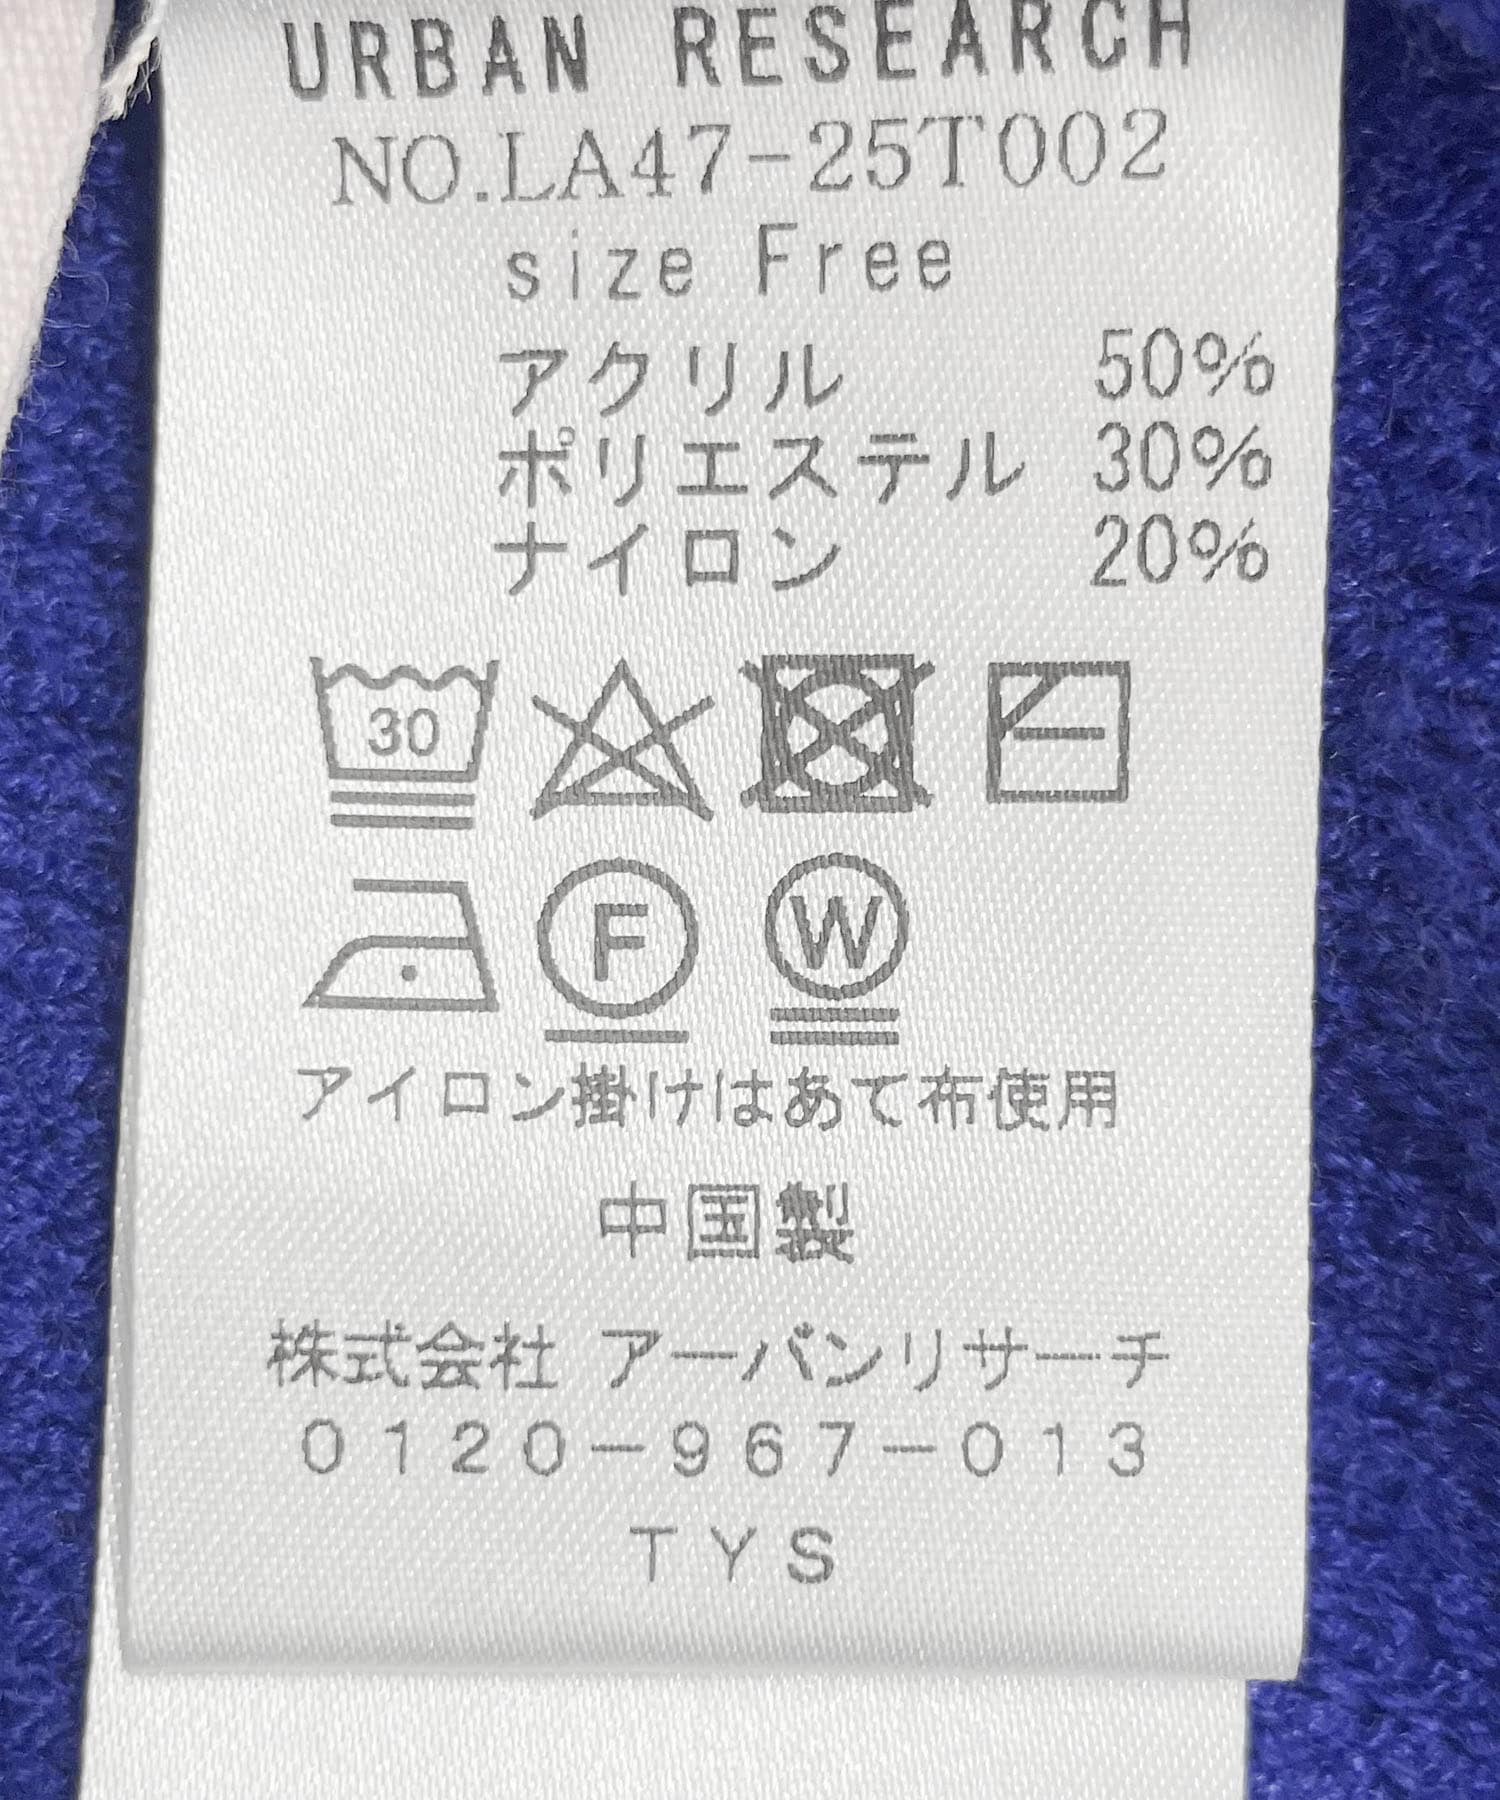 URBAN RESEARCH
NO.LA47-25T002
size Free
アクリル 50%
ポリエステル 30%
ナイロン 20%
30
F W
アイロン掛けはあて布使用
中国製
株式会社 アーバンリサーチ
0120-967-013
TYS